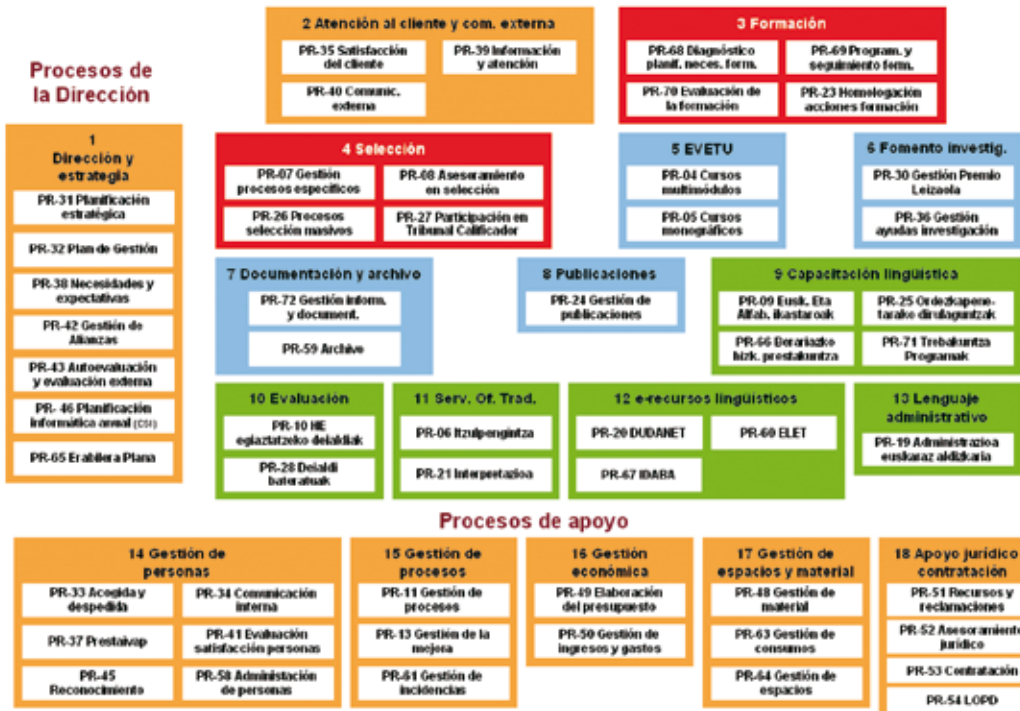 2 Atención al cliente y com. externa
PR-35 Satisfacción
del cliente
PR-39 Información
y atención
PR-40 Comunic.
externa
3 Formación
PR-68 Diagnóstico
planif. neces. form.
PR-69 Program. y
seguimiento form.
PR-70 Evaluación de
la formación
PR-23 Homologación
acciones formación
Procesos de
la Dirección
1
Dirección y
estrategia
PR-31 Planificación
estratégica
PR-32 Plan de Gestión
PR-38 Necesidades y
expectativas
PR-42 Gestión de
Alianzas
PR-43 Autoevaluación
y evaluación externa
PR- 46 Planificación
informática anual (CSI)
PR-65 Erabilera Plana
4 Selección
PR-07 Gestión
procesos específicos
PR-08 Asesoramiento
en selección
PR-26 Procesos
selección masivos
PR-27 Participación en
Tribunal Calificador
5 EVETU
PR-04 Cursos
multimódulos
PR-05 Cursos
monográficos
6 Fomento investig.
PR-30 Gestión Premio
Leizaola
PR-36 Gestión
ayudas investigación
7 Documentación y archivo
PR-72 Gestión inform.
y document.
PR-59 Archivo
8 Publicaciones
PR-24 Gestión de
publicaciones
9 Capacitación lingüística
PR-09 Eusk. Eta
Alfab. ikastaroak
PR-25 Ordezkapene-
tarako dirulaguntzak
PR-66 Berariazko
hizk. prestakuntza
PR-71 Trebakuntza
Programak
10 Evaluación
PR-10 HE
egiaztatzeko deialdiak
PR-28 Deialdi
bateratuak
11 Serv. Of. Trad.
PR-06 Itzulpengintza
PR-21 Interpretazioa
12 e-recursos lingüísticos
PR-20 DUDANET
PR-60 ELET
PR-67 IDABA
13 Lenguaje
administrativo
PR-19 Administrazioa
euskaraz aldizkaria
Procesos de apoyo
14 Gestión de
personas
PR-33 Acogida y
despedida
PR-34 Comunicación
interna
PR-37 Prestaivap
PR-41 Evaluación
satisfacción personas
PR-45
Reconocimiento
PR-58 Administación
de personas
15 Gestión de
procesos
PR-11 Gestión de
procesos
PR-13 Gestión de la
mejora
PR-61 Gestión de
incidencias
16 Gestión
económica
PR-49 Elaboración
del presupuesto
PR-50 Gestión de
ingresos y gastos
17 Gestión de
espacios y material
PR-48 Gestión de
material
PR-63 Gestión de
consumos
PR-64 Gestión de
espacios
18 Apoyo jurídico
contratación
PR-51 Recursos y
reclamaciones
PR-52 Asesoramiento
jurídico
PR-53 Contratación
PR-54 LOPD